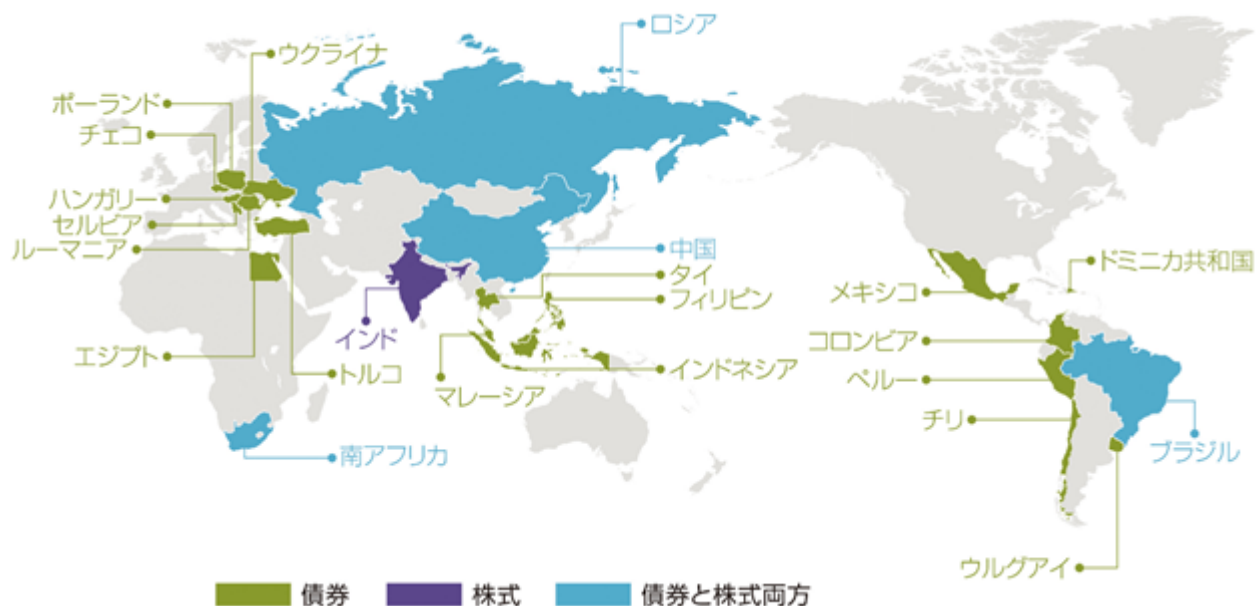 ロシア
ウクライナ
ポーランド
チェコ
ハンガリー
セルビア
ルーマニア
中国
タイ
フィリピン
ドミニカ共和国
メキシコ
インド
コロンビア
エジプト
トルコ
マレーシア
インドネシア
ペルー
チリ
南アフリカ
ブラジル
ウルグアイ
債券 株式 債券と株式両方